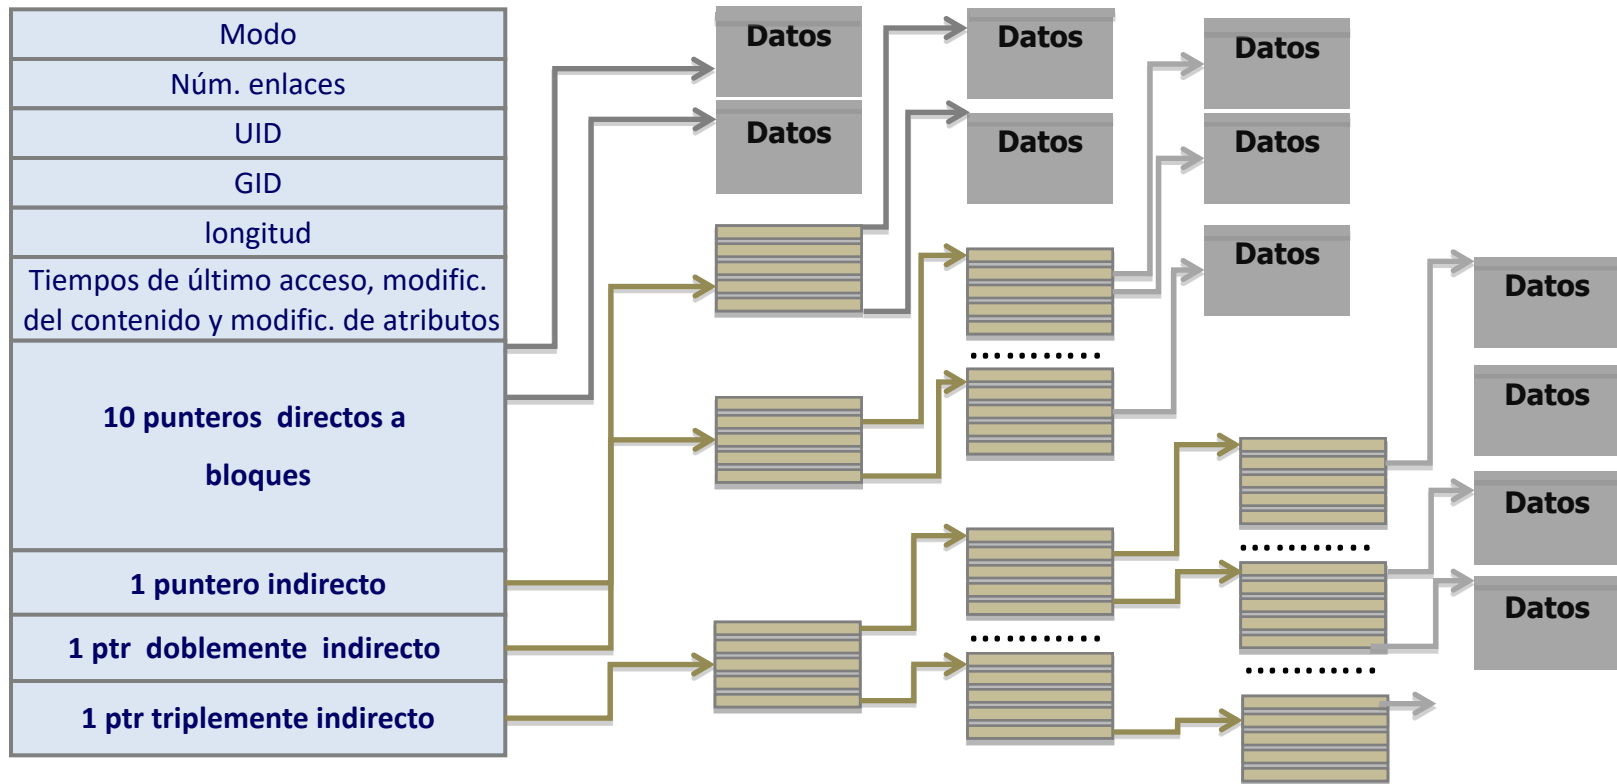 Modo
Núm. enlaces
UID
GID
longitud
Tiempos de último acceso, modific.
del contenido y modific. de atributos
10 punteros directos a
bloques
1 puntero indirecto
1 ptr doblemente indirecto
1 ptr triplemente indirecto
Datos
Datos
Datos
Datos
Datos
Datos
Datos
Datos
Datos
Datos
Datos